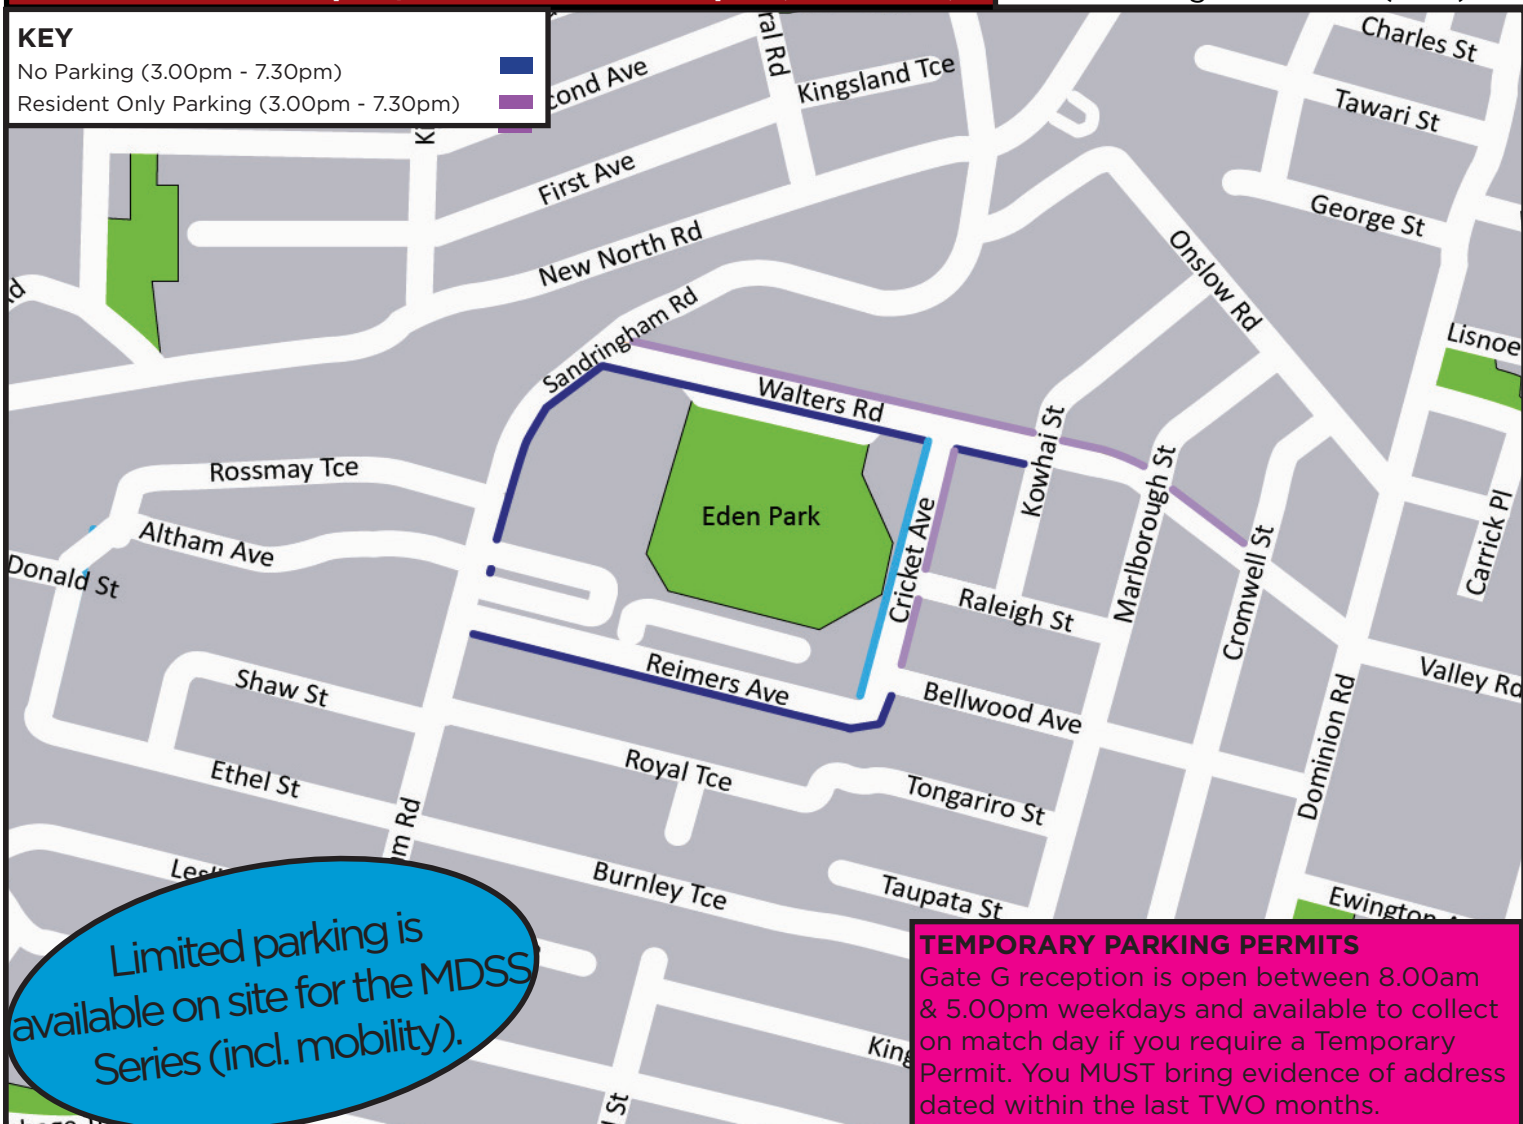 KEY
No Parking (3.00pm - 7.30pm)
Resident Only Parking (3.00pm - 7.30pm)
Charles St
Kingsland Tce
Tawari St
First Ave
George St
New North Rd
Onslow Rd
Sandringham Rd
Walters Rd
Kowhai St
Rossmay Tce
Marlborough St
Eden Park
Altham Ave
Cricket Ave
Carrick Pl
Donald St
Raleigh St
Cromwell St
Reimers Ave
Valley Rd
Shaw St
Bellwood Ave
Dominion Rd
Royal Tce
Ethel St
Tongariro St
Burnley Tce
Taupata St
Ewington
Limited parking is
available on site for the MDSS
Series (incl. mobility).
TEMPORARY PARKING PERMITS
Gate G reception is open between 8.00am
& 5.00pm weekdays and available to collect
on match day if you require a Temporary
Permit. You MUST bring evidence of address
dated within the last TWO months.